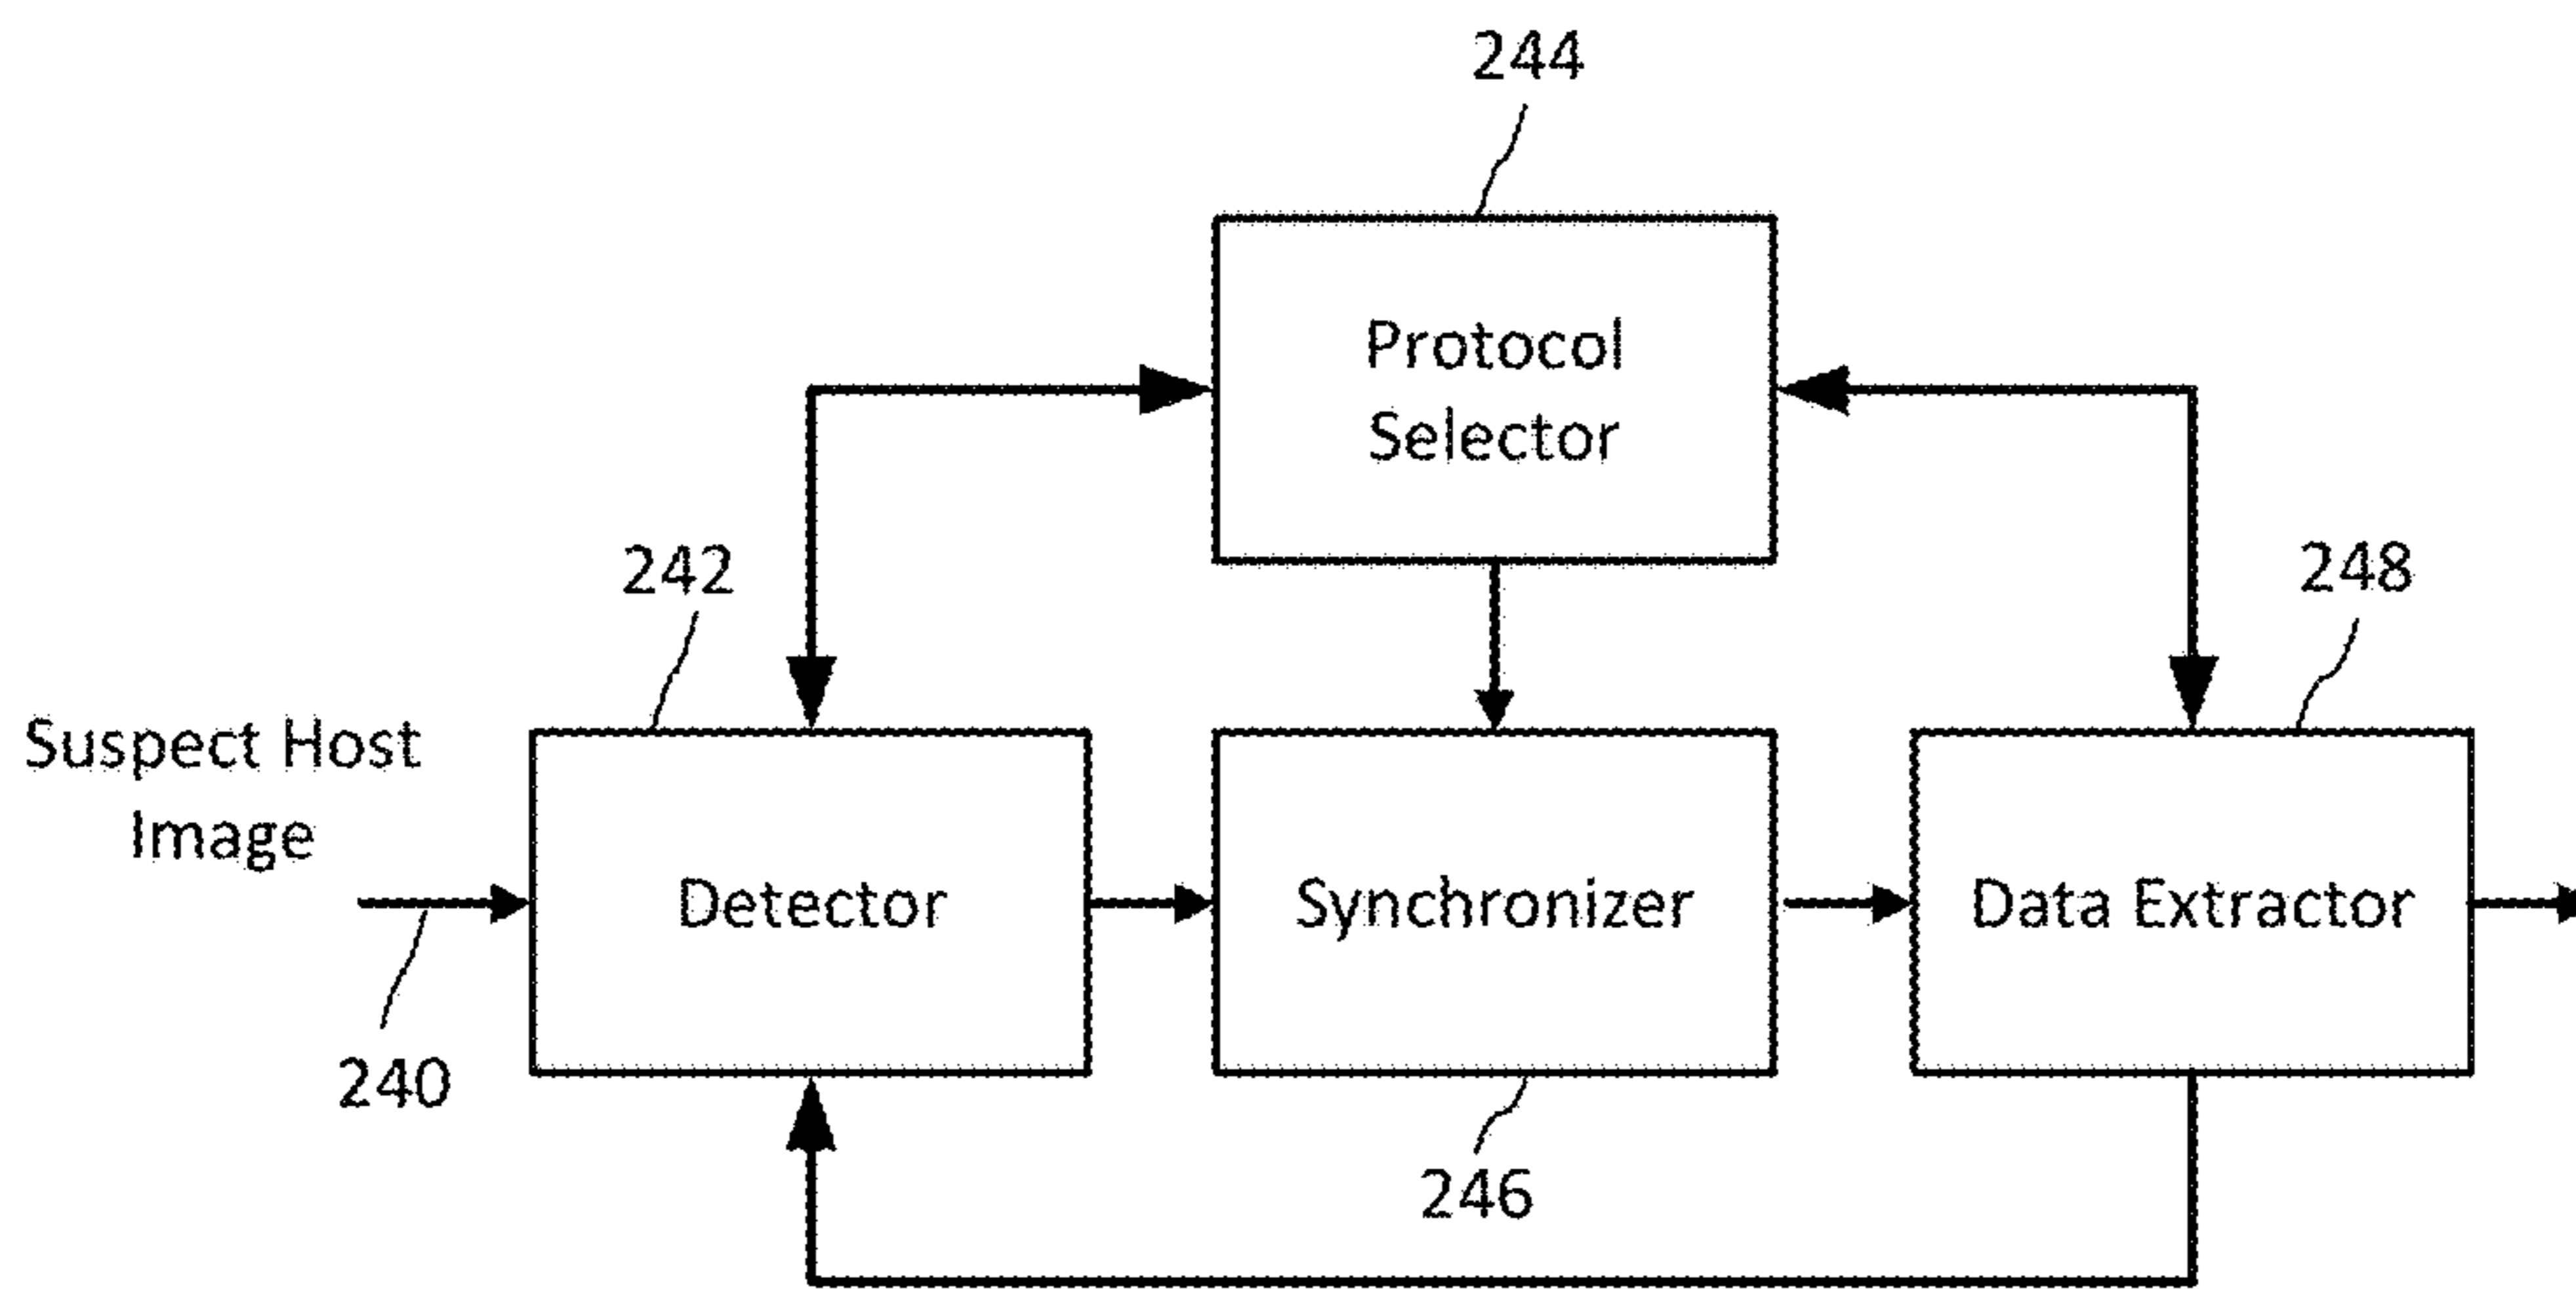 244
Protocol
Selector
242
248
Suspect Host
Image
Detector
Synchronizer
Data Extractor
240
246